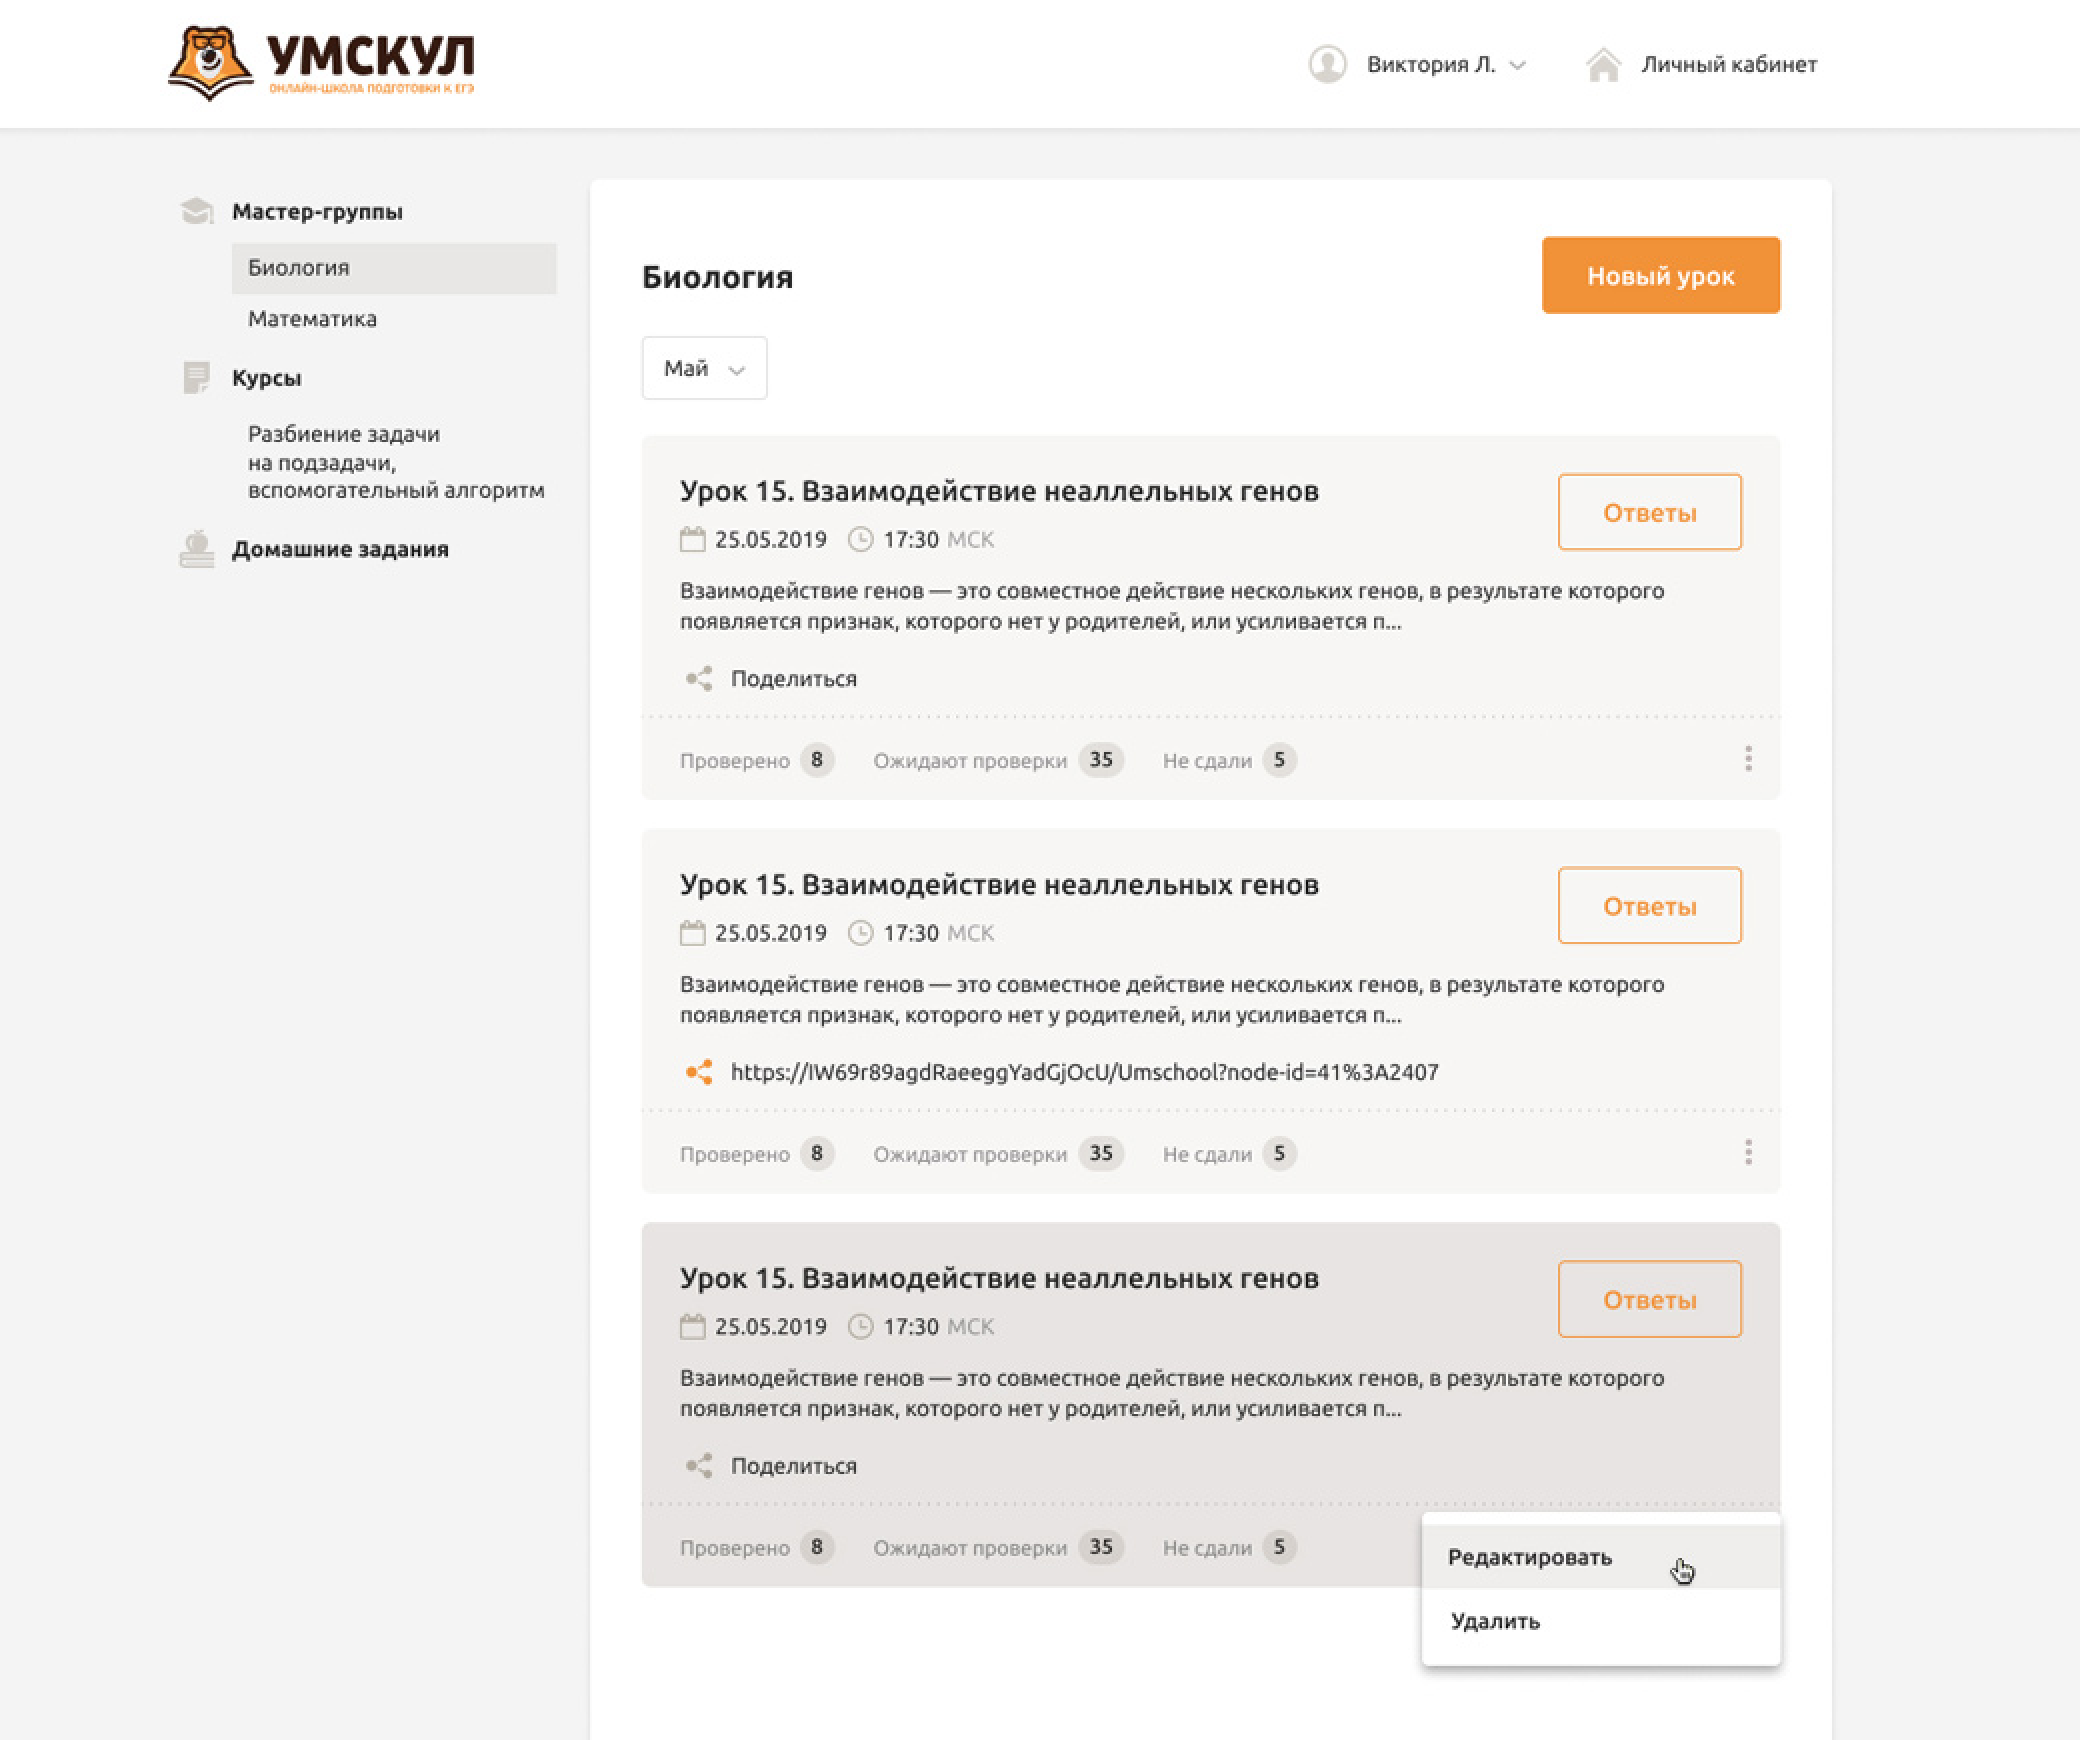 УМСКУЛ
ОНЛАЙН-ШКОЛА ПОДГОТОВКИ К ЕГЭ
Виктория Л.
Личный кабинет
Мастер-группы
Биология
Математика
Курсы
Разбиение задачи
на подзадачи,
вспомогательный алгоритм
Домашние задания
Биология
Новый урок
Май
Урок 15. Взаимодействие неаллельных генов
Ответы
25.05.2019 17:30 МСК
Взаимодействие генов — это совместное действие нескольких генов, в результате которого
появляется признак, которого нет у родителей, или усиливается п...
Поделиться
Проверено 8 Ожидают проверки 35 Не сдали 5
Урок 15. Взаимодействие неаллельных генов
Ответы
25.05.2019 17:30 МСК
Взаимодействие генов — это совместное действие нескольких генов, в результате которого
появляется признак, которого нет у родителей, или усиливается п...
https://IW69r89agdRaeeggYadGjOcU/Umschool?node-id=41%3A2407
Проверено 8 Ожидают проверки 35 Не сдали 5
Урок 15. Взаимодействие неаллельных генов
Ответы
25.05.2019 17:30 МСК
Взаимодействие генов — это совместное действие нескольких генов, в результате которого
появляется признак, которого нет у родителей, или усиливается п...
Поделиться
Проверено 8 Ожидают проверки 35 Не сдали 5
Редактировать
Удалить